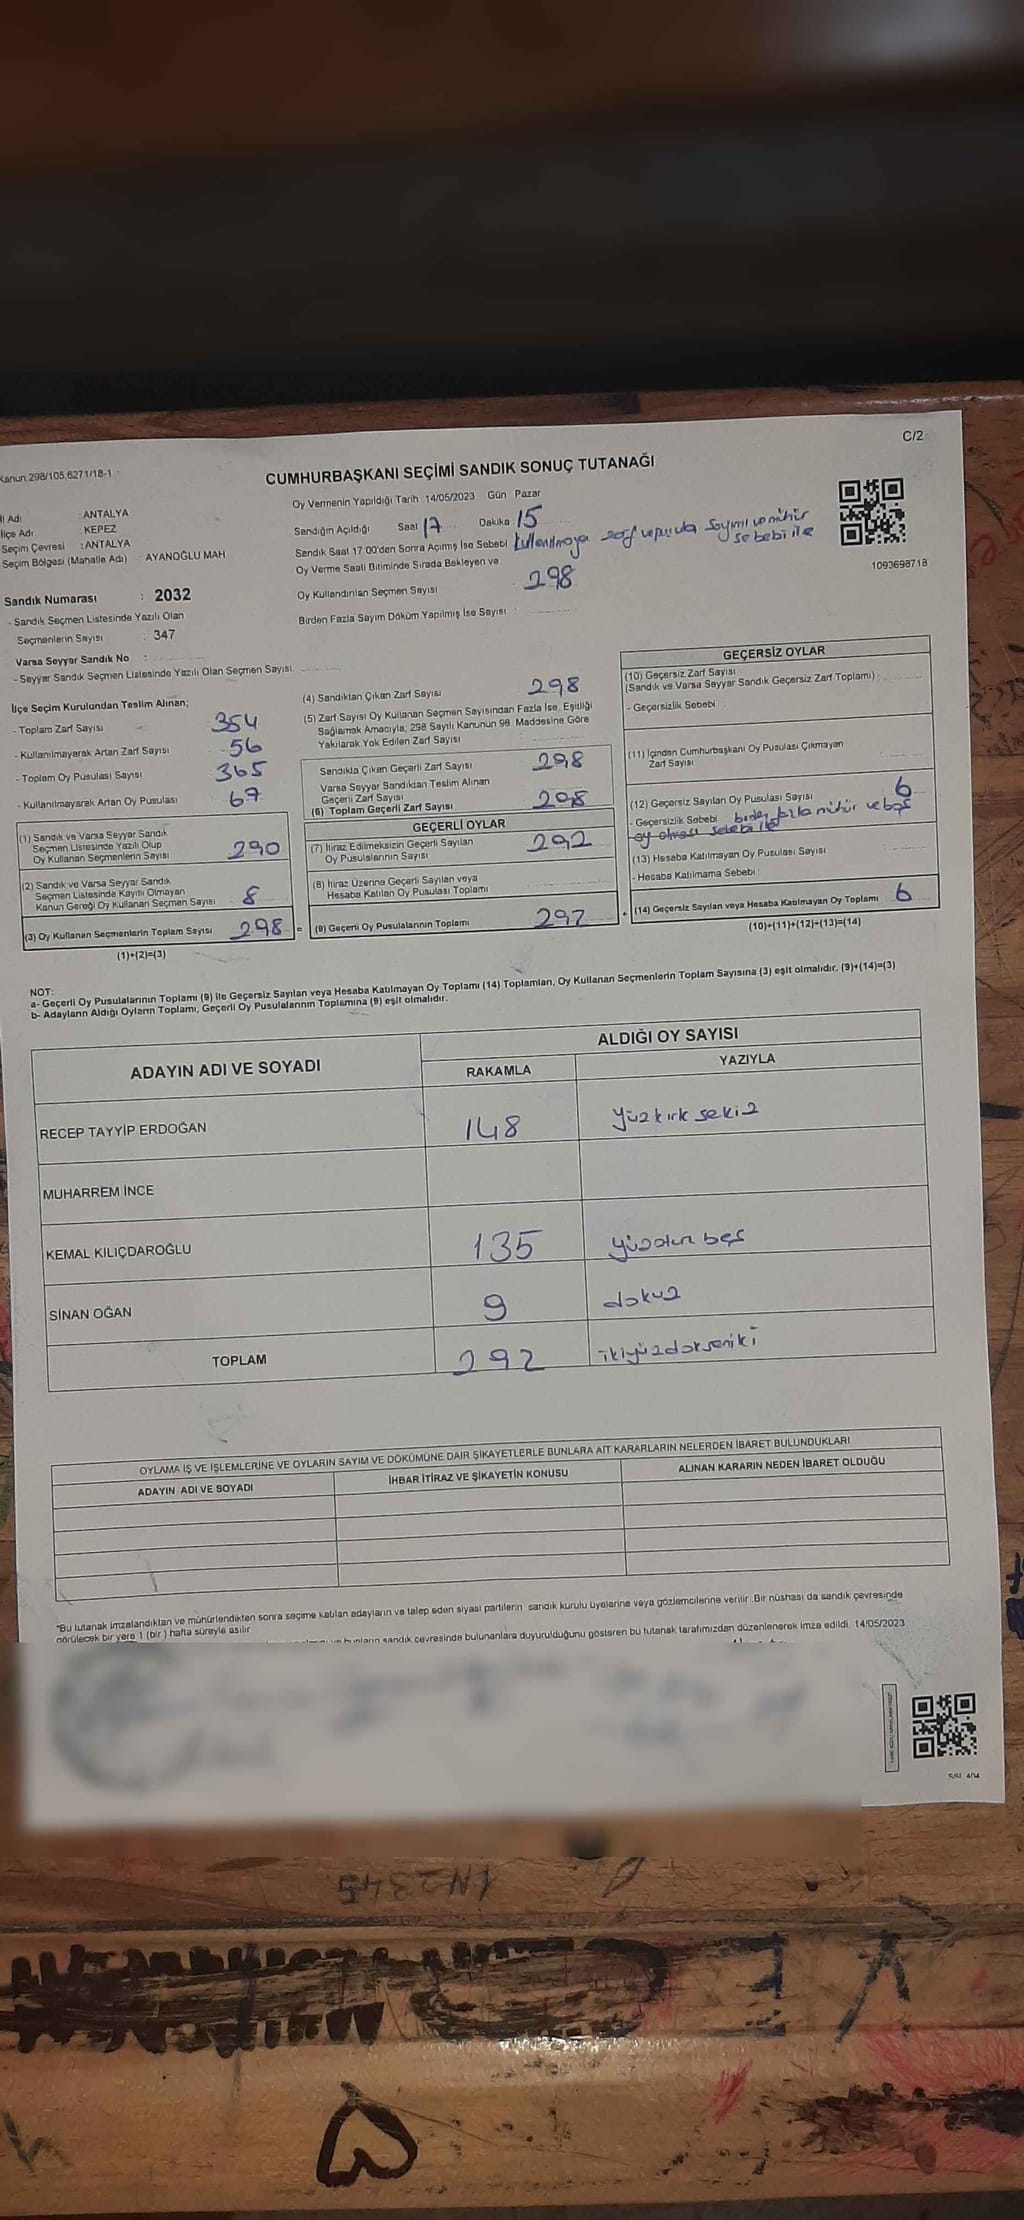 C/2
Kanun:298/105,6271/18-1
CUMHURBAŞKANI SEÇİMİ SANDIK SONUÇ TUTANAĞI
İl Adı : ANTALYA
İlçe Adı : KEPEZ
Seçim Çevresi : ANTALYA
Seçim Bölgesi (Mahalle Adı) : AYANOĞLU MAH
Sandık Numarası : 2032
- Sandık Seçmen Listesinde Yazılı Olan
Seçmenlerin Sayısı : 347
Varsa Seyyar Sandık No :
- Seyyar Sandık Seçmen Listesinde Yazılı Olan Seçmen Sayısı
Oy Vermenin Yapıldığı Tarih : 14/05/2023 Gün Pazar
Sandığın Açıldığı Saat 17 Dakika 15
Sandık Saat 17:00'den Sonra Açılmış İse Sebebi kullanılmayan zarf ve pusula sayımı ve mühür
sebebi ile
Oy Verme Saati Bitiminde Sırada Bekleyen ve
Oy Kullandırılan Seçmen Sayısı 298
Birden Fazla Sayım Döküm Yapılmış İse Sayısı :
1093698718
İlçe Seçim Kurulundan Teslim Alınan;
- Toplam Zarf Sayısı 354
- Kullanılmayarak Artan Zarf Sayısı 56
- Toplam Oy Pusulası Sayısı 365
- Kullanılmayarak Artan Oy Pusulası 67
(1) Sandık ve Varsa Seyyar Sandık
Seçmen Listesinde Yazılı Olup
Oy Kullanan Seçmenlerin Sayısı 290
(2) Sandık ve Varsa Seyyar Sandık
Seçmen Listesinde Kayıtlı Olmayan
Kanun Gereği Oy Kullanan Seçmen Sayısı 8
(3) Oy Kullanan Seçmenlerin Toplam Sayısı 298
(1)+(2)=(3)
(4) Sandıktan Çıkan Zarf Sayısı 298
(5) Zarf Sayısı Oy Kullanan Seçmen Sayısından Fazla İse, Eşitliği
Sağlamak Amacıyla, 298 Sayılı Kanunun 98. Maddesine Göre
Yakılarak Yok Edilen Zarf Sayısı
Sandıkta Çıkan Geçerli Zarf Sayısı 298
Varsa Seyyar Sandıktan Teslim Alınan
Geçerli Zarf Sayısı
(6) Toplam Geçerli Zarf Sayısı 298
GEÇERLİ OYLAR
(7) İtiraz Edilmeksizin Geçerli Sayılan
Oy Pusulalarının Sayısı 292
(8) İtiraz Üzerine Geçerli Sayılan veya
Hesaba Katılan Oy Pusulası Toplamı
(9) Geçerli Oy Pusulalarının Toplamı 292
GEÇERSİZ OYLAR
(10) Geçersiz Zarf Sayısı
(Sandık ve Varsa Seyyar Sandık Geçersiz Zarf Toplamı)
- Geçersizlik Sebebi
(11) İçinden Cumhurbaşkanı Oy Pusulası Çıkmayan
Zarf Sayısı
(12) Geçersiz Sayılan Oy Pusulası Sayısı 6
- Geçersizlik Sebebi birden fazla mühür ve boş
oy olması sebebi ile
(13) Hesaba Katılmayan Oy Pusulası Sayısı
- Hesaba Katılmama Sebebi
(14) Geçersiz Sayılan veya Hesaba Katılmayan Oy Toplamı 6
(10)+(11)+(12)+(13)=(14)
NOT:
a- Geçerli Oy Pusulalarının Toplamı (9) ile Geçersiz Sayılan veya Hesaba Katılmayan Oy Toplamı (14) Toplamları, Oy Kullanan Seçmenlerin Toplam Sayısına (3) eşit olmalıdır. (9)+(14)=(3)
b- Adayların Aldığı Oyların Toplamı, Geçerli Oy Pusulalarının Toplamına (9) eşit olmalıdır.
ADAYIN ADI VE SOYADI
ALDIĞI OY SAYISI
RAKAMLA YAZIYLA
RECEP TAYYİP ERDOĞAN 148 yüzkırk sekiz
MUHARREM İNCE
KEMAL KILIÇDAROĞLU 135 yüzotuz beş
SİNAN OĞAN 9 dokuz
TOPLAM 292 ikiyüzdokseniki
OYLAMA İŞ VE İŞLEMLERİNE VE OYLARIN SAYIM VE DÖKÜMÜNE DAİR ŞİKAYETLERLE BUNLARA AİT KARARLARIN NELERDEN İBARET BULUNDUKLARI
ADAYIN ADI VE SOYADI İHBAR İTİRAZ VE ŞİKAYETİN KONUSU ALINAN KARARIN NEDEN İBARET OLDUĞU
"Bu tutanak imzalandıktan ve mühürlendikten sonra seçime katılan adayların ve talep eden siyasi partilerin sandık kurulu üyelerine veya gözlemcilerine verilir. Bir nüshası da sandık çevresinde
görülecek bir yere 1 (bir) hafta süreyle asılır.
bunların sandık çevresinde bulunanlara duyurulduğunu gösteren bu tutanak tarafımızdan düzenlenerek imza edildi. 14/05/2023
1N2345